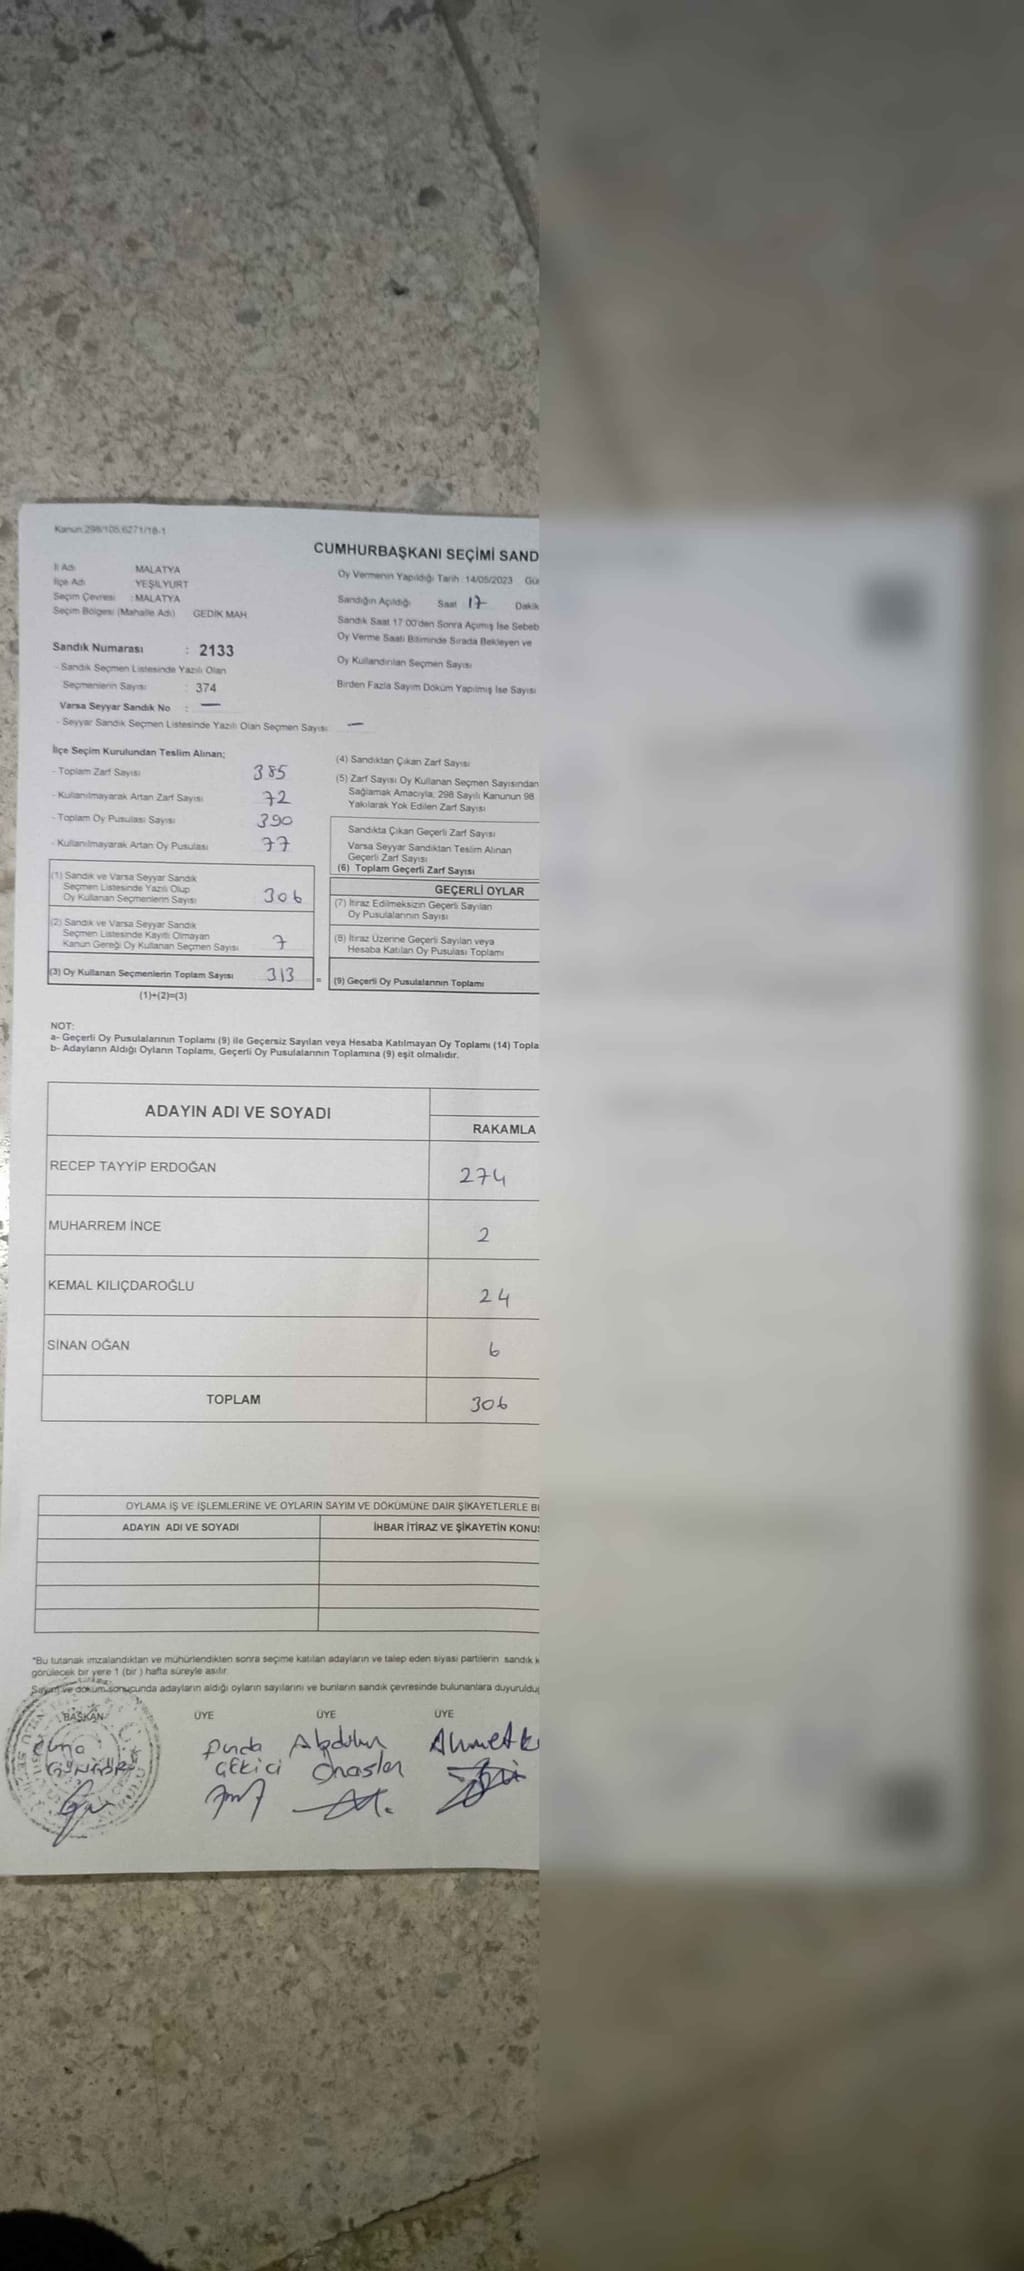 Kanun:298/105,6271/18-1
CUMHURBAŞKANI SEÇİMİ SAND
İl Adı MALATYA
İlçe Adı YEŞİLYURT
Seçim Çevresi : MALATYA
Seçim Bölgesi (Mahalle Adı) GEDİK MAH.
Oy Vermenin Yapıldığı Tarih :14/05/2023
Sandığın Açıldığı Saat 17 Dakik
Sandık Saat 17:00'den Sonra Açımış İse Sebeb
Oy Verme Saati Bitiminde Sırada Bekleyen ve
Oy Kullandırılan Seçmen Sayısı
Birden Fazla Sayım Döküm Yapılmış İse Sayısı
Sandık Numarası : 2133
- Sandık Seçmen Listesinde Yazılı Olan
Seçmenlerin Sayısı : 374
Varsa Seyyar Sandık No : —
- Seyyar Sandık Seçmen Listesinde Yazılı Olan Seçmen Sayısı: —
İlçe Seçim Kurulundan Teslim Alınan;
- Toplam Zarf Sayısı 385
- Kullanılmayarak Artan Zarf Sayısı 72
- Toplam Oy Pusulası Sayısı 390
- Kullanılmayarak Artan Oy Pusulası 77
(1) Sandık ve Varsa Seyyar Sandık
Seçmen Listesinde Yazılı Olup
Oy Kullanan Seçmenlerin Sayısı 306
(2) Sandık ve Varsa Seyyar Sandık
Seçmen Listesinde Kayıtlı Olmayan
Kanun Gereği Oy Kullanan Seçmen Sayısı 7
(3) Oy Kullanan Seçmenlerin Toplam Sayısı 313 =
(1)+(2)=(3)
(4) Sandıktan Çıkan Zarf Sayısı
(5) Zarf Sayısı Oy Kullanan Seçmen Sayısından
Sağlamak Amacıyla, 298 Sayılı Kanunun 98
Yakılarak Yok Edilen Zarf Sayısı
Sandıkta Çıkan Geçerli Zarf Sayısı
Varsa Seyyar Sandıktan Teslim Alınan
Geçerli Zarf Sayısı
(6) Toplam Geçerli Zarf Sayısı
GEÇERLİ OYLAR
(7) İtiraz Edilmeksizin Geçerli Sayılan
Oy Pusulalarının Sayısı
(8) İtiraz Üzerine Geçerli Sayılan veya
Hesaba Katılan Oy Pusulası Toplamı
(9) Geçerli Oy Pusulalarının Toplamı
NOT:
a- Geçerli Oy Pusulalarının Toplamı (9) ile Geçersiz Sayılan veya Hesaba Katılmayan Oy Toplamı (14) Topla
b- Adayların Aldığı Oyların Toplamı, Geçerli Oy Pusulalarının Toplamına (9) eşit olmalıdır.
ADAYIN ADI VE SOYADI
RAKAMLA
RECEP TAYYİP ERDOĞAN 274
MUHARREM İNCE 2
KEMAL KILIÇDAROĞLU 24
SİNAN OĞAN 6
TOPLAM 306
OYLAMA İŞ VE İŞLEMLERİNE VE OYLARIN SAYIM VE DÖKÜMÜNE DAİR ŞİKAYETLERLE
ADAYIN ADI VE SOYADI İHBAR İTİRAZ VE ŞİKAYETİN KONU
*Bu tutanak imzalandıktan ve mühürlendikten sonra seçime katılan adayların ve talep eden siyasi partilerin sandık
görülecek bir yere 1 (bir ) hafta süreyle asılır.
Sayım ve döküm sonucunda adayların aldığı oyların sayılarını ve bunların sandık çevresinde bulunanlara duyuruldu
BAŞKAN ÜYE ÜYE ÜYE
GÜNGÖR
ÇEKİCİ
Ahmet